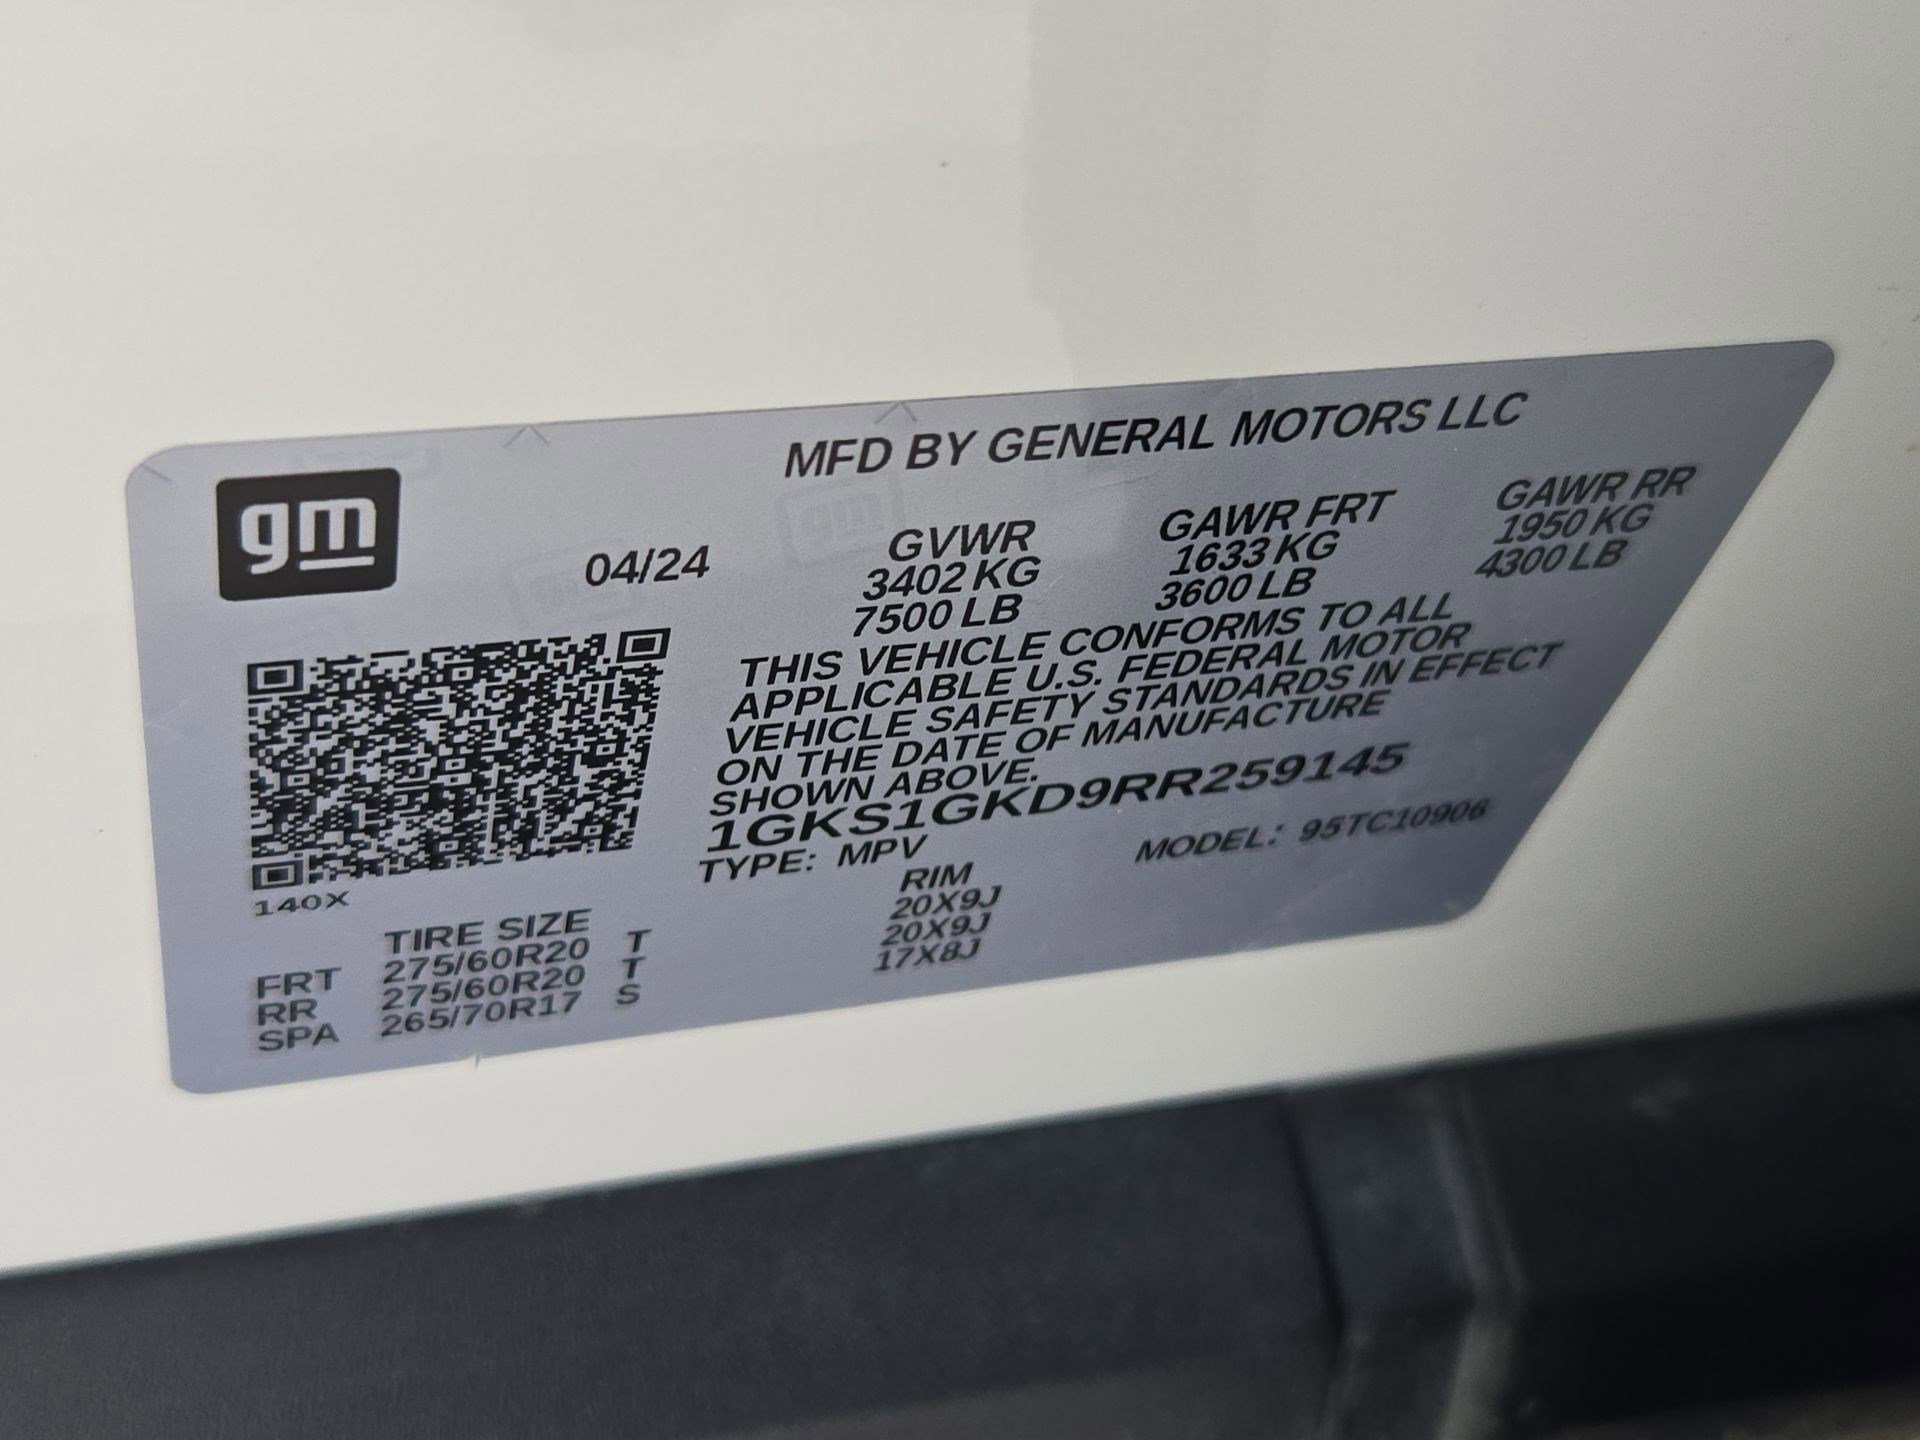 gm
MFD BY GENERAL MOTORS LLC
04/24 GVWR GAWR FRT GAWR RR
3402 KG 1633 KG 1950 KG
7500 LB 3600 LB 4300 LB
THIS VEHICLE CONFORMS TO ALL
APPLICABLE U.S. FEDERAL MOTOR
VEHICLE SAFETY STANDARDS IN EFFECT
ON THE DATE OF MANUFACTURE
SHOWN ABOVE.
1GKS1GKD9RR259145
TYPE: MPV MODEL: 95TC10906
140X
TIRE SIZE RIM
FRT 275/60R20 T 20X9J
RR 275/60R20 T 20X9J
SPA 265/70R17 S 17X8J